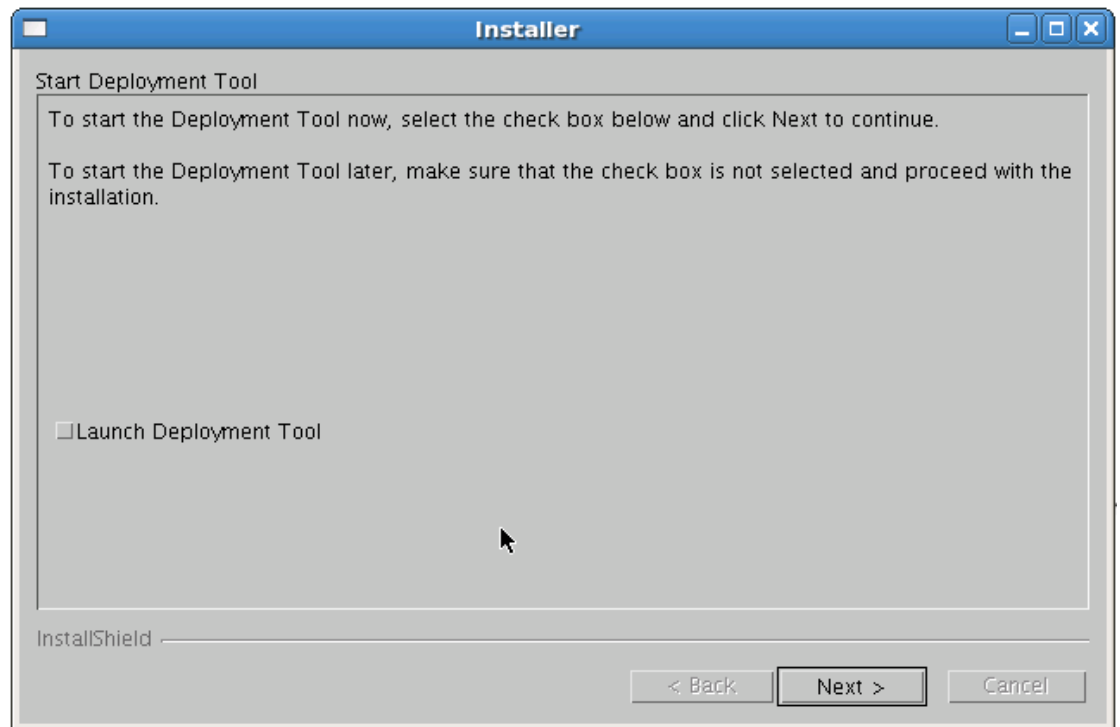 Installer
Start Deployment Tool
To start the Deployment Tool now, select the check box below and click Next to continue.
To start the Deployment Tool later, make sure that the check box is not selected and proceed with the
installation.
Launch Deployment Tool
InstallShield
< Back
Next >
Cancel